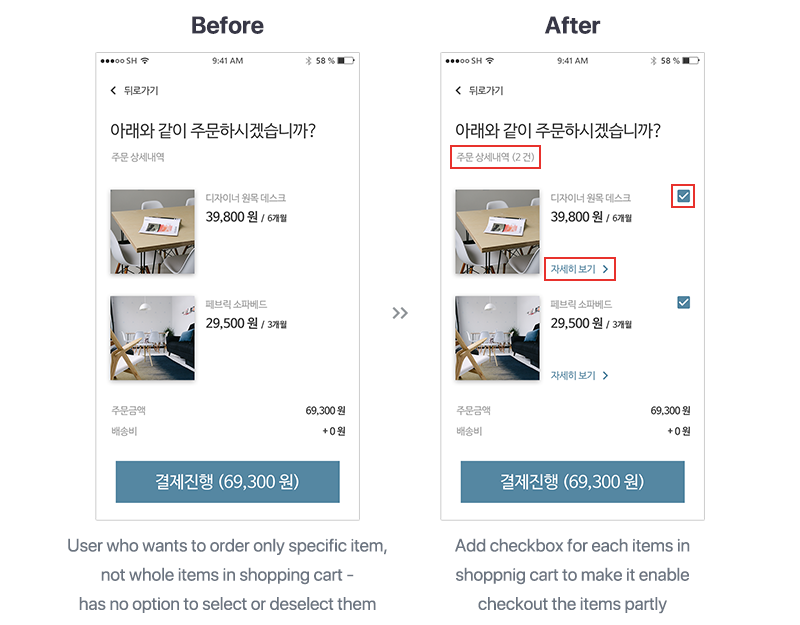 Before
SH 9:41 AM 58 %
뒤로가기
아래와 같이 주문하시겠습니까?
주문 상세내역
디자이너 원목 데스크
39,800 원 / 6개월
페브릭 소파베드
29,500 원 / 3개월
주문금액 69,300 원
배송비 + 0 원
결제진행 (69,300 원)
User who wants to order only specific item,
not whole items in shopping cart -
has no option to select or deselect them
After
SH 9:41 AM 58 %
뒤로가기
아래와 같이 주문하시겠습니까?
주문 상세내역 (2 건)
디자이너 원목 데스크
39,800 원 / 6개월
자세히 보기
페브릭 소파베드
29,500 원 / 3개월
자세히 보기
주문금액 69,300 원
배송비 + 0 원
결제진행 (69,300 원)
Add checkbox for each items in
shoppnig cart to make it enable
checkout the items partly